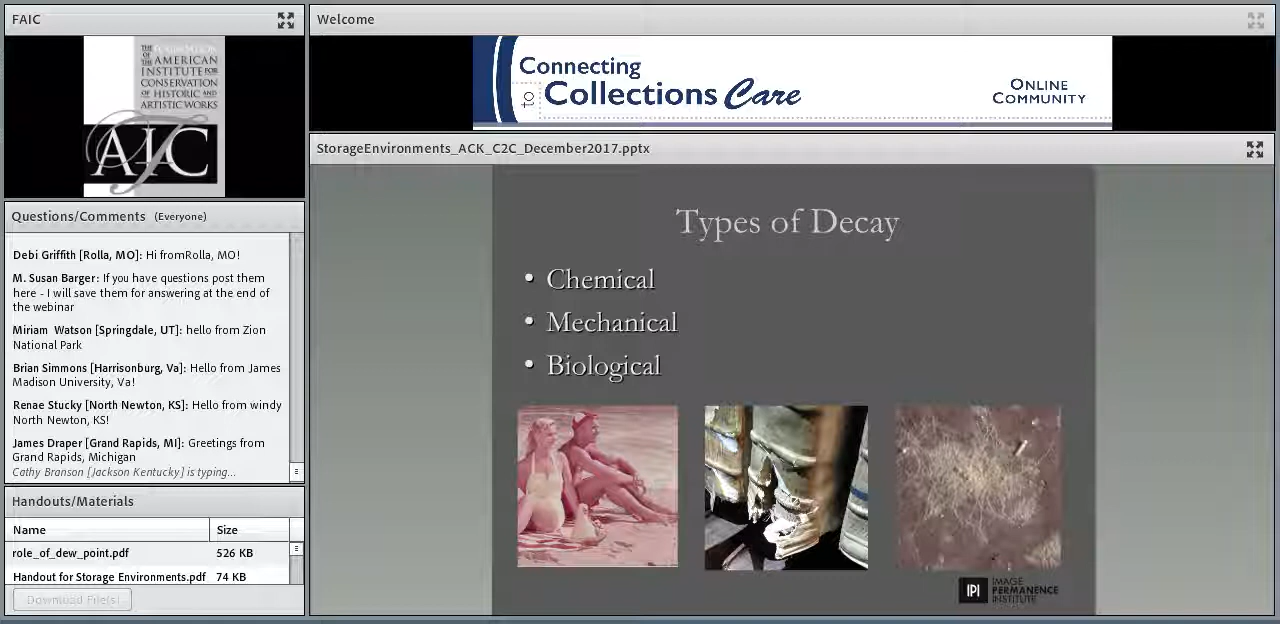 FAIC
THE FOUNDATION
OF THE AMERICAN
INSTITUTE FOR
CONSERVATION
OF HISTORIC AND
ARTISTIC WORKS
AIC
Questions/Comments (Everyone)
Debi Griffith [Rolla, MO]: Hi fromRolla, MO!
M. Susan Barger: If you have questions post them
here - I will save them for answering at the end of
the webinar
Miriam Watson [Springdale, UT]: hello from Zion
National Park
Brian Simmons [Harrisonburg, Va]: Hello from James
Madison University, Va!
Renae Stucky [North Newton, KS]: Hello from windy
North Newton, KS!
James Draper [Grand Rapids, MI]: Greetings from
Grand Rapids, Michigan
Cathy Branson [Jackson Kentucky] is typing...
Handouts/Materials
Name Size
role_of_dew_point.pdf 526 KB
Handout for Storage Environments.pdf 74 KB
Download File(s)
Welcome
Connecting
to Collections Care
ONLINE
COMMUNITY
StorageEnvironments_ACK_C2C_December2017.pptx
Types of Decay
• Chemical
• Mechanical
• Biological
IPI
IMAGE
PERMANENCE
INSTITUTE